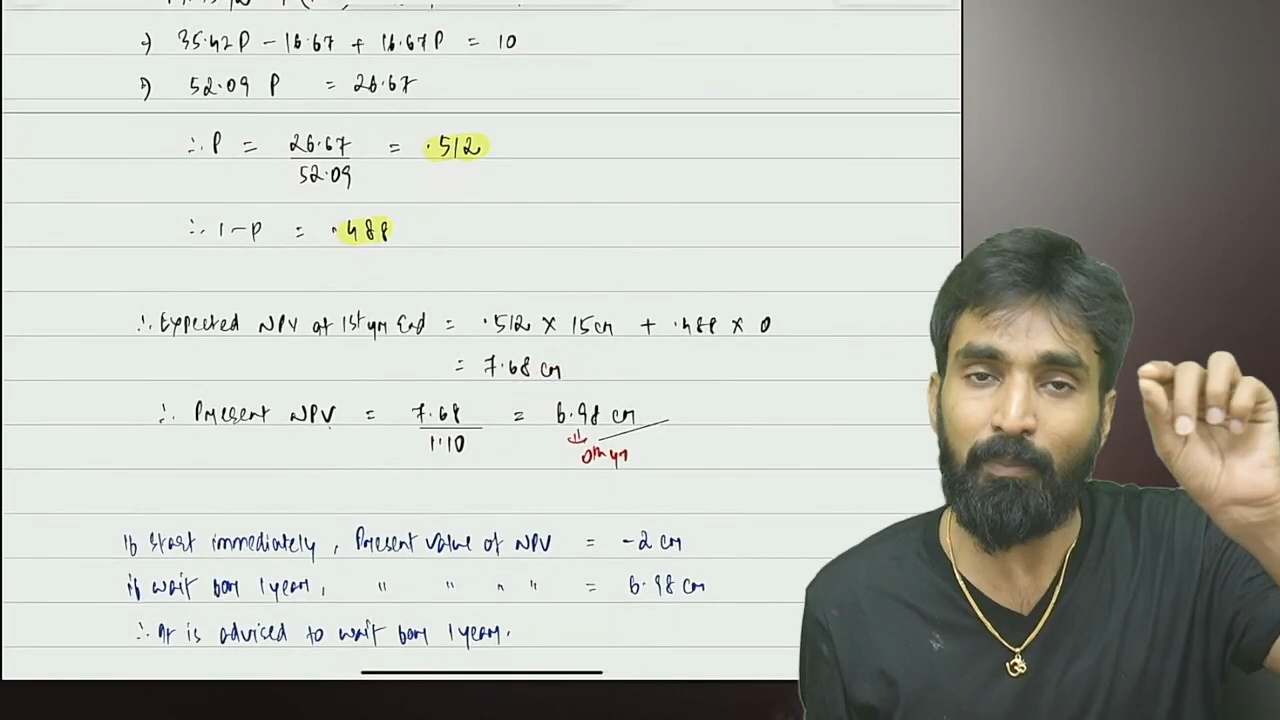 ⇒ 35.42P - 16.67 + 16.67P = 10
⇒ 52.09 P = 26.67
∴ P = 26.67 / 52.09 = .512
∴ 1-P = .488
∴ Expected NPV at 1st yr End = .512 × 15 cr + .488 × 0
= 7.68 cr
∴ Present NPV = 7.68 / 1.10 = 6.98 cr
0th yr
If start immediately, Present value of NPV = -2 cr
if wait for 1 year, " " " " = 6.98 cr
∴ It is advised to wait for 1 year.